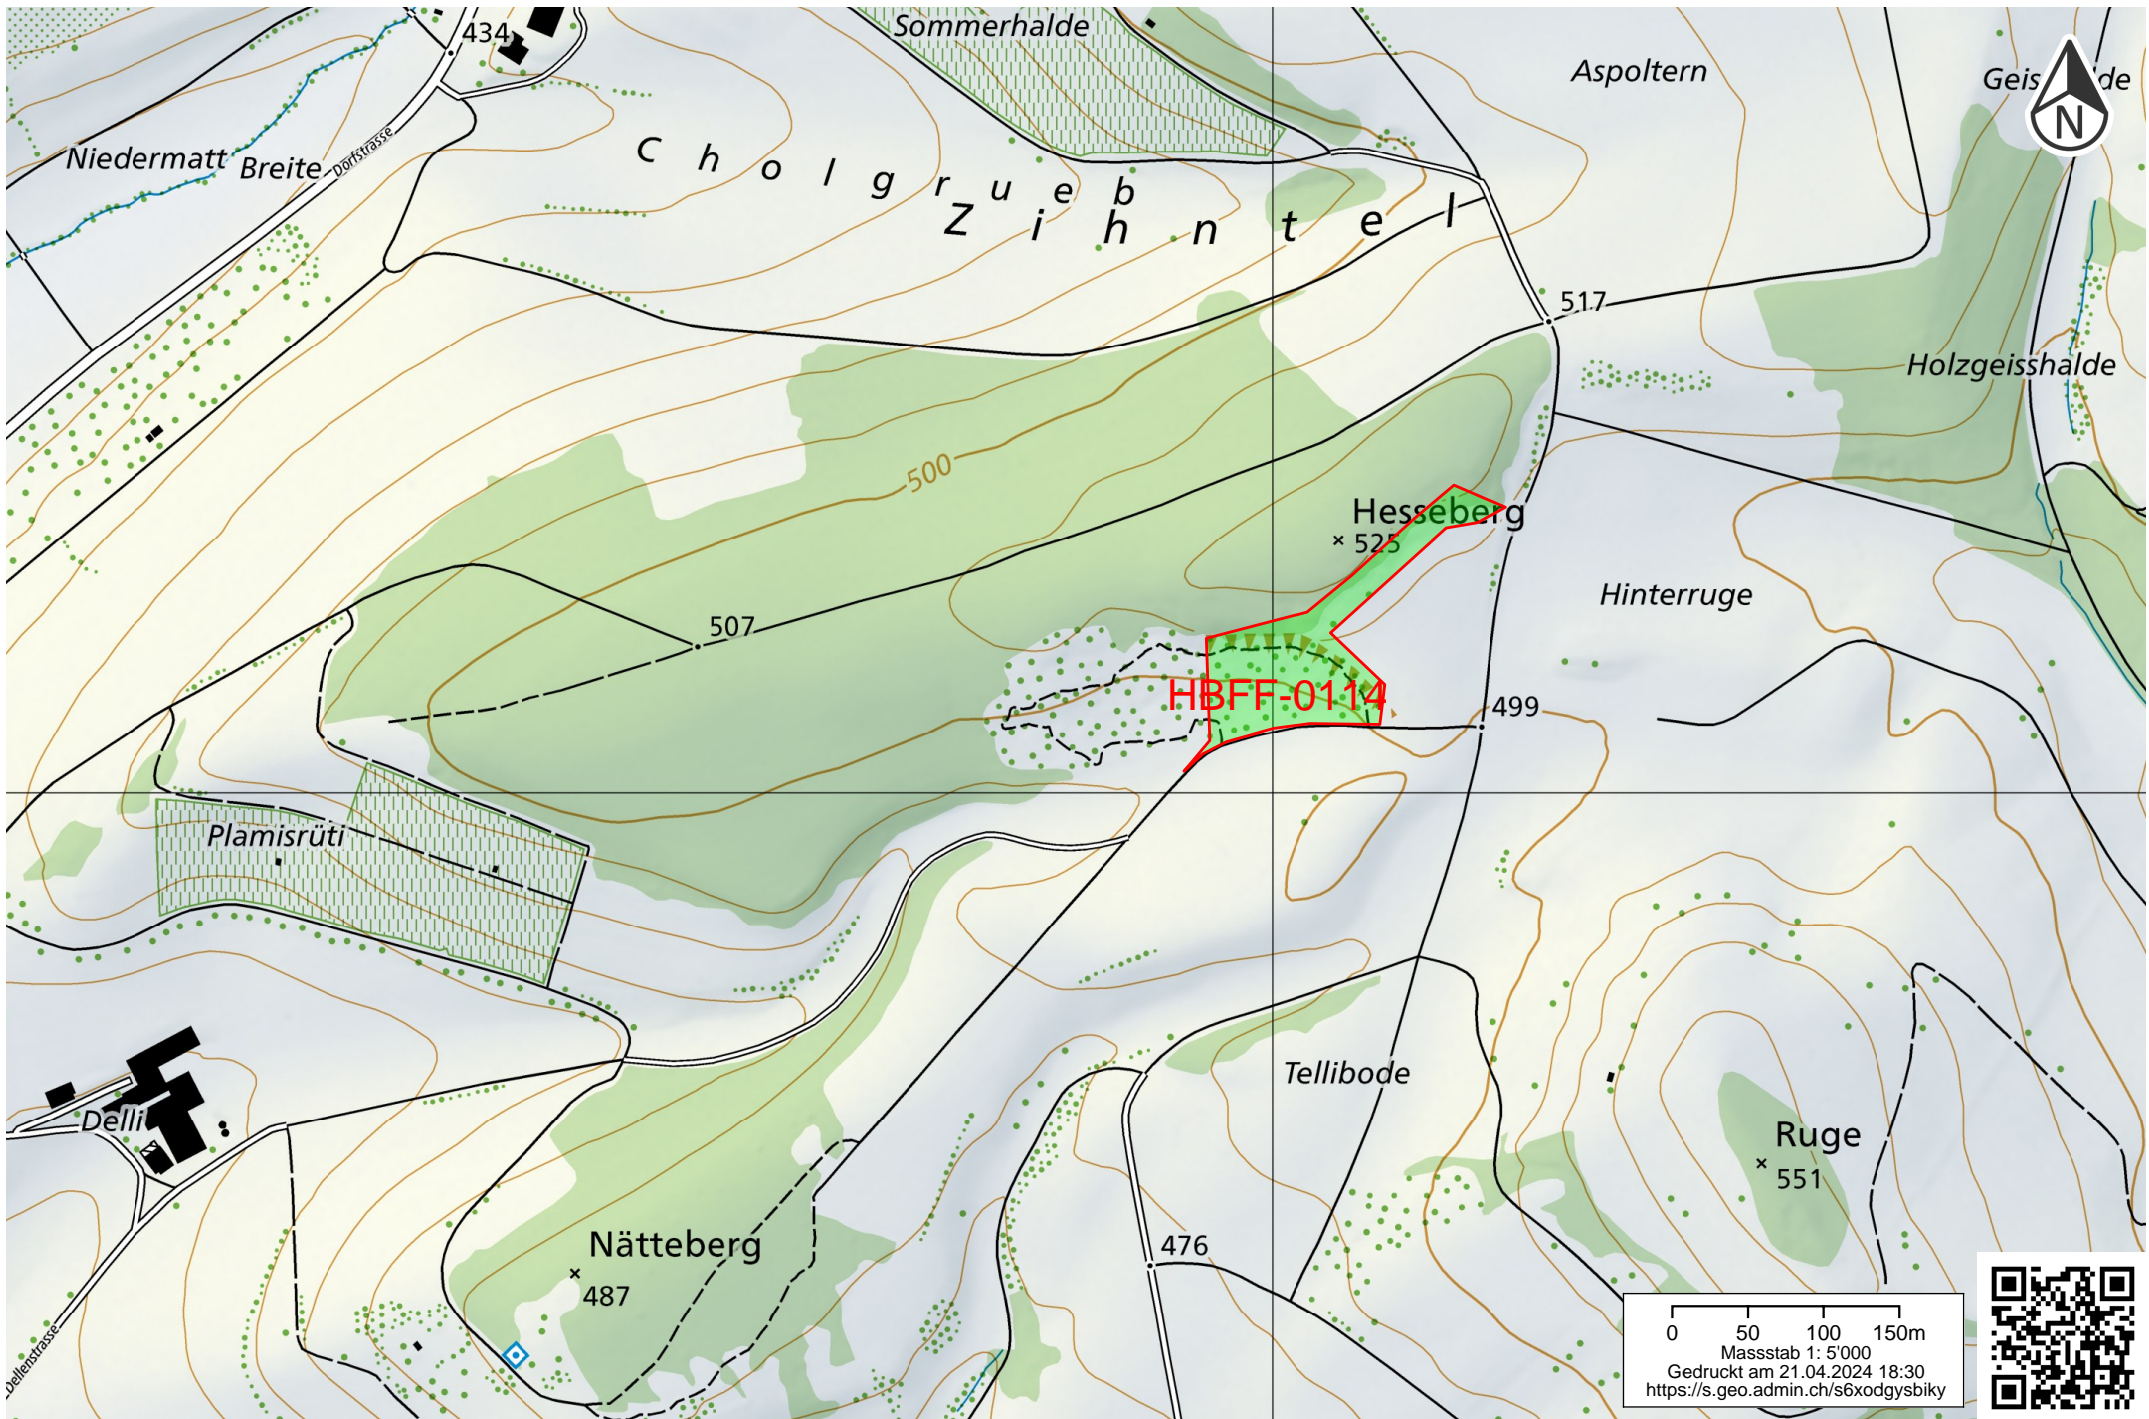 434
Sommerhalde
Aspoltern
N
Niedermatt
Breite
Dorfstrasse
Cholgrueb
Zihntel
517
Holzgeisshalde
500
Hesseberg
525
Hinterruge
507
HBFF-0114
499
Plamisrüti
Tellibode
Delli
Ruge
551
Nätteberg
476
487
Dellenstrasse
0 50 100 150m
Massstab 1: 5'000
Gedruckt am 21.04.2024 18:30
https://s.geo.admin.ch/s6xodgysbiky